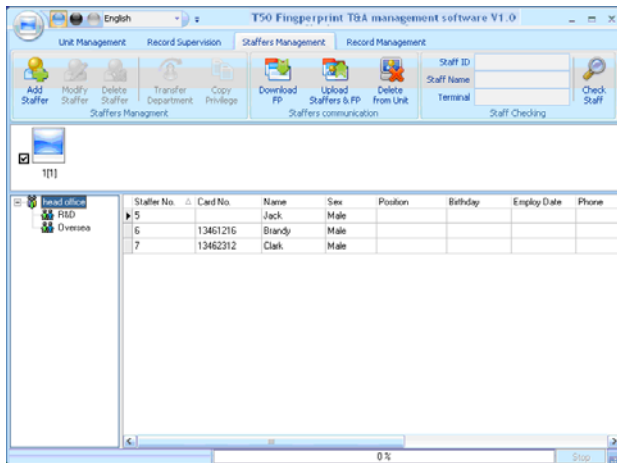 English
T50 Fingperprint T&A management software V1.0
Unit Management Record Supervision Staffers Management Record Management
Add Staffer
Modify Staffer
Delete Staffer
Transfer Department
Copy Privilege
Download FP
Upload Staffers & FP
Delete from Unit
Staff ID
Staff Name
Terminal
Check Staff
Staffers Managment
Staffers communication
Staff Checking
1[1]
head office
R&D
Oversea
Staffer No. Card No. Name Sex Position Birthday Employ Date Phone
5 Jack Male
6 13461216 Brandy Male
7 13462312 Clark Male
0 %
Stop